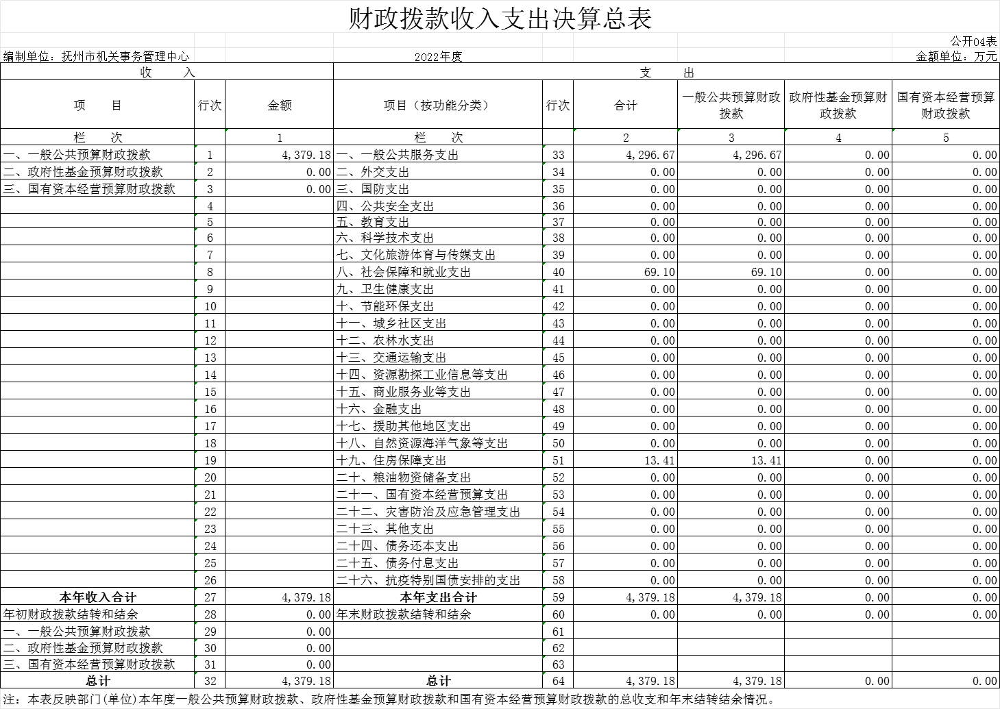 财政拨款收入支出决算总表
公开04表
编制单位：抚州市机关事务管理中心 2022年度 金额单位：万元
收 入 支 出
项 目 行次 金额 项目（按功能分类） 行次 合计 一般公共预算财政拨款 政府性基金预算财政拨款 国有资本经营预算财政拨款
栏 次 1 栏 次 2 3 4 5
一、一般公共预算财政拨款 1 4,379.18 一、一般公共服务支出 33 4,296.67 4,296.67 0.00 0.00
二、政府性基金预算财政拨款 2 0.00 二、外交支出 34 0.00 0.00 0.00 0.00
三、国有资本经营预算财政拨款 3 0.00 三、国防支出 35 0.00 0.00 0.00 0.00
4 四、公共安全支出 36 0.00 0.00 0.00 0.00
5 五、教育支出 37 0.00 0.00 0.00 0.00
6 六、科学技术支出 38 0.00 0.00 0.00 0.00
7 七、文化旅游体育与传媒支出 39 0.00 0.00 0.00 0.00
8 八、社会保障和就业支出 40 69.10 69.10 0.00 0.00
9 九、卫生健康支出 41 0.00 0.00 0.00 0.00
10 十、节能环保支出 42 0.00 0.00 0.00 0.00
11 十一、城乡社区支出 43 0.00 0.00 0.00 0.00
12 十二、农林水支出 44 0.00 0.00 0.00 0.00
13 十三、交通运输支出 45 0.00 0.00 0.00 0.00
14 十四、资源勘探工业信息等支出 46 0.00 0.00 0.00 0.00
15 十五、商业服务业等支出 47 0.00 0.00 0.00 0.00
16 十六、金融支出 48 0.00 0.00 0.00 0.00
17 十七、援助其他地区支出 49 0.00 0.00 0.00 0.00
18 十八、自然资源海洋气象等支出 50 0.00 0.00 0.00 0.00
19 十九、住房保障支出 51 13.41 13.41 0.00 0.00
20 二十、粮油物资储备支出 52 0.00 0.00 0.00 0.00
21 二十一、国有资本经营预算支出 53 0.00 0.00 0.00 0.00
22 二十二、灾害防治及应急管理支出 54 0.00 0.00 0.00 0.00
23 二十三、其他支出 55 0.00 0.00 0.00 0.00
24 二十四、债务还本支出 56 0.00 0.00 0.00 0.00
25 二十五、债务付息支出 57 0.00 0.00 0.00 0.00
26 二十六、抗疫特别国债安排的支出 58 0.00 0.00 0.00 0.00
本年收入合计 27 4,379.18 本年支出合计 59 4,379.18 4,379.18 0.00 0.00
年初财政拨款结转和结余 28 0.00 年末财政拨款结转和结余 60 0.00 0.00 0.00 0.00
一、一般公共预算财政拨款 29 0.00 61
二、政府性基金预算财政拨款 30 0.00 62
三、国有资本经营预算财政拨款 31 0.00 63
总计 32 4,379.18 总计 64 4,379.18 4,379.18 0.00 0.00
注：本表反映部门(单位)本年度一般公共预算财政拨款、政府性基金预算财政拨款和国有资本经营预算财政拨款的总收支和年末结转结余情况。